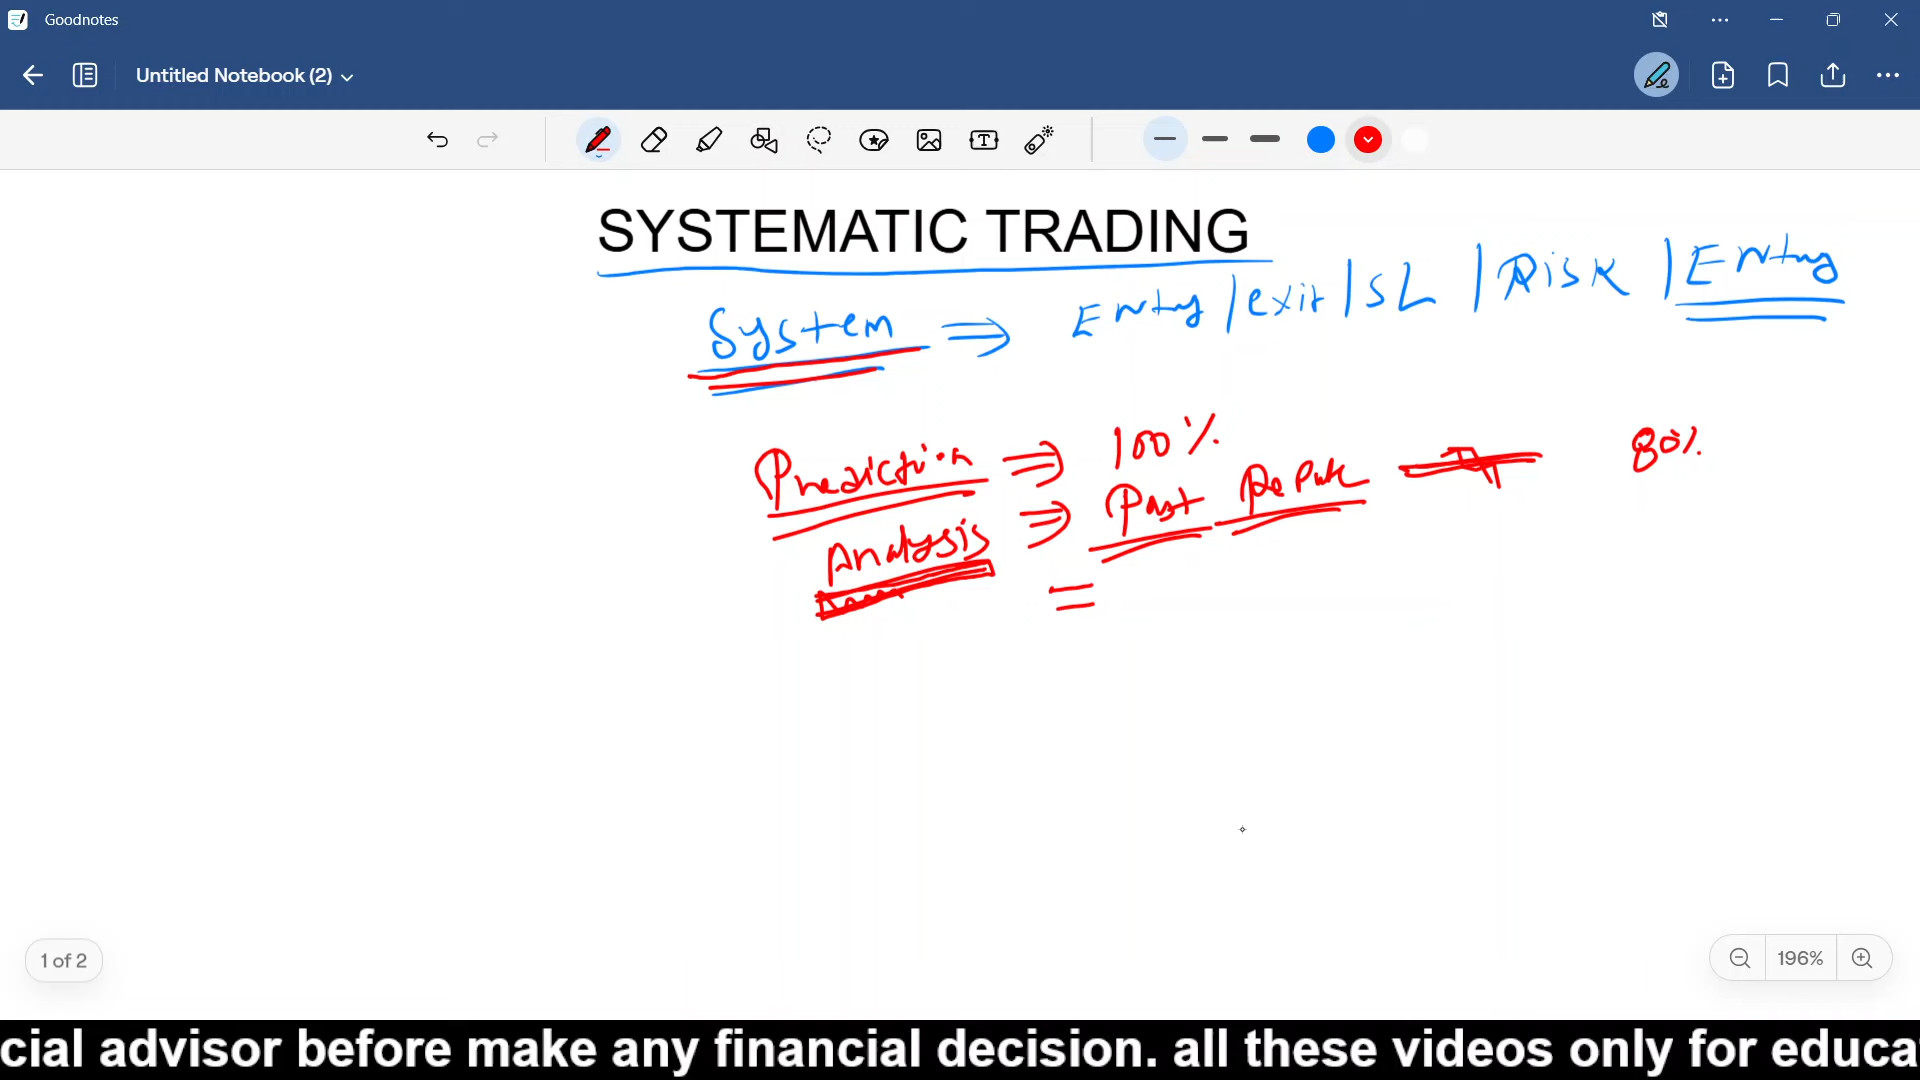 Goodnotes
Untitled Notebook (2)
SYSTEMATIC TRADING
System ⇒ Entry / exit / SL / Risk / Entry
Prediction ⇒ 100% 80%
Analysis ⇒ Past
=
1 of 2
196%
cial advisor before make any financial decision. all these videos only for educa